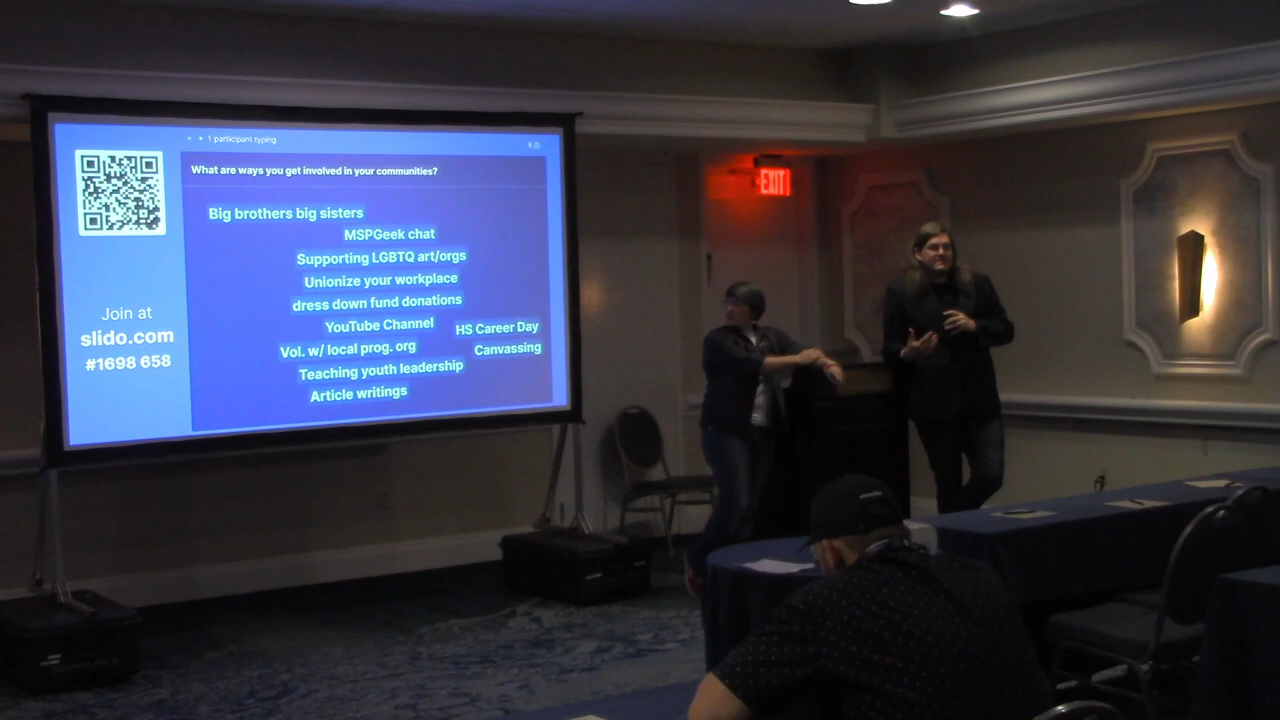 1 participant typing
What are ways you get involved in your communities?
Big brothers big sisters
MSPGeek chat
Supporting LGBTQ art/orgs
Unionize your workplace
dress down fund donations
YouTube Channel
HS Career Day
Vol. w/ local prog. org
Canvassing
Teaching youth leadership
Article writings
Join at
slido.com
#1698 658
EXIT